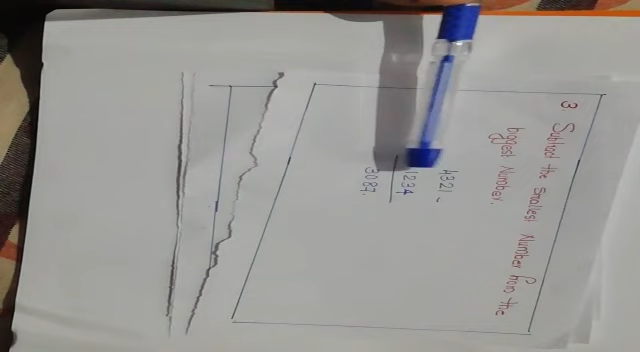 3 Subtract the smallest Number from the
biggest Number.
4321 -
1234
3087.